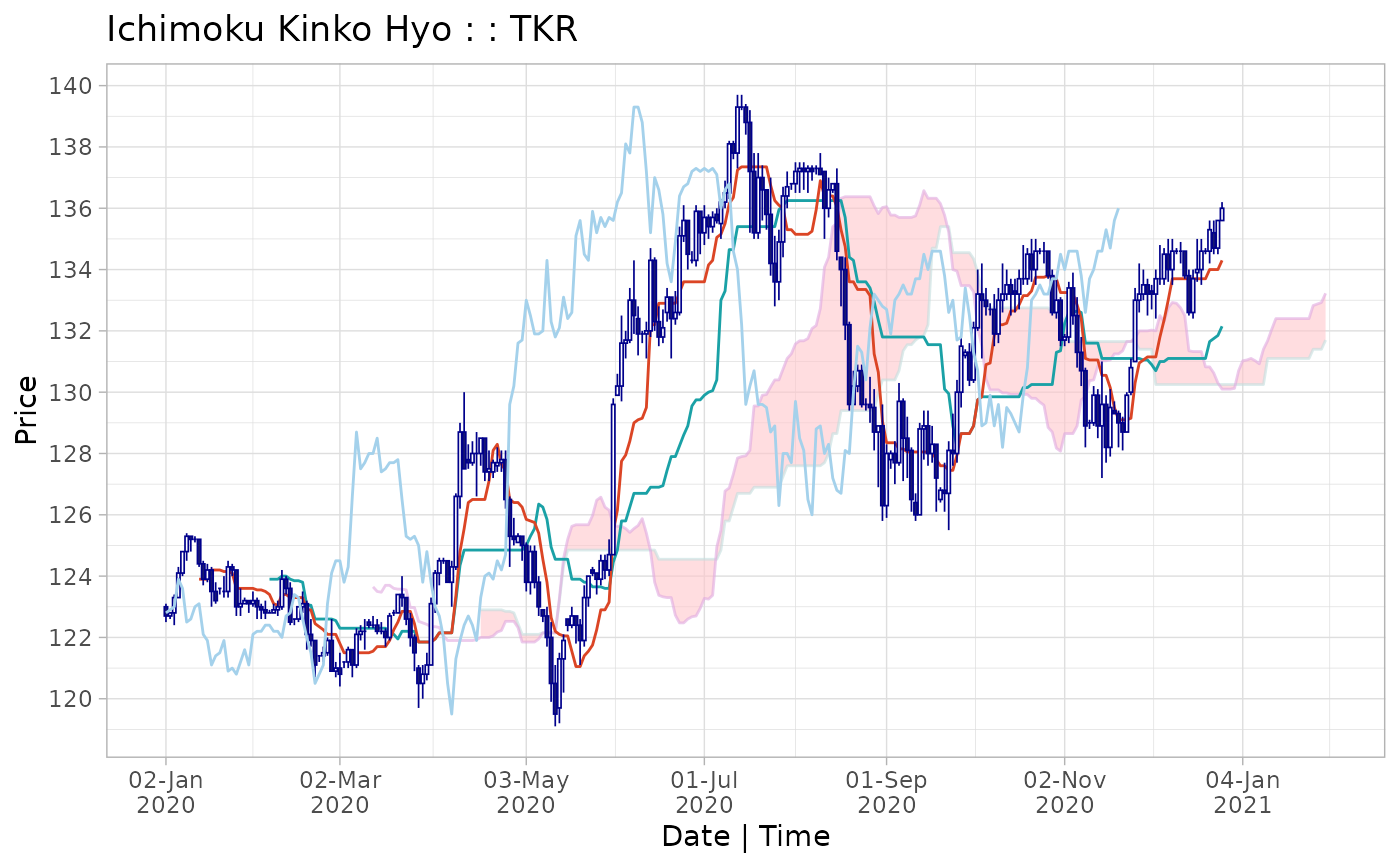 Ichimoku Kinko Hyo : : TKR
140
138
136
134
132
130
128
126
124
122
120
Price
02-Jan
2020
02-Mar
2020
03-May
2020
01-Jul
2020
01-Sep
2020
02-Nov
2020
04-Jan
2021
Date | Time